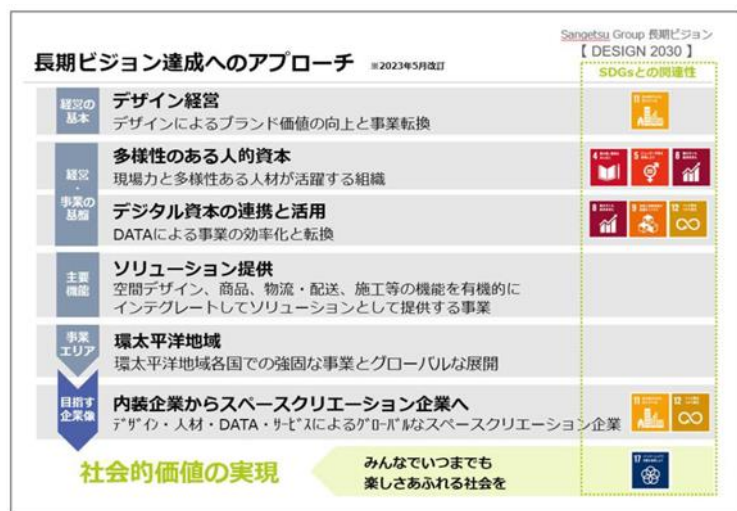 Sangetsu Group 長期ビジョン
【 DESIGN 2030 】
長期ビジョン達成へのアプローチ ※2023年5月改訂
SDGsとの関連性
経営の
基本
デザイン経営
デザインによるブランド価値の向上と事業転換
11
経営
・
事業の
基盤
多様性のある人的資本
現場力と多様性ある人材が活躍する組織
4 5 8
デジタル資本の連携と活用
DATAによる事業の効率化と転換
8 9 12
主要
機能
ソリューション提供
空間デザイン、商品、物流・配送、施工等の機能を有機的に
インテグレートしてソリューションとして提供する事業
事業
エリア
環太平洋地域
環太平洋地域各国での強固な事業とグローバルな展開
目指す
企業像
内装企業からスペースクリエーション企業へ
デザイン・人材・DATA・サービスによるグローバルなスペースクリエーション企業
11 12
社会的価値の実現
みんなでいつまでも
楽しさあふれる社会を
17